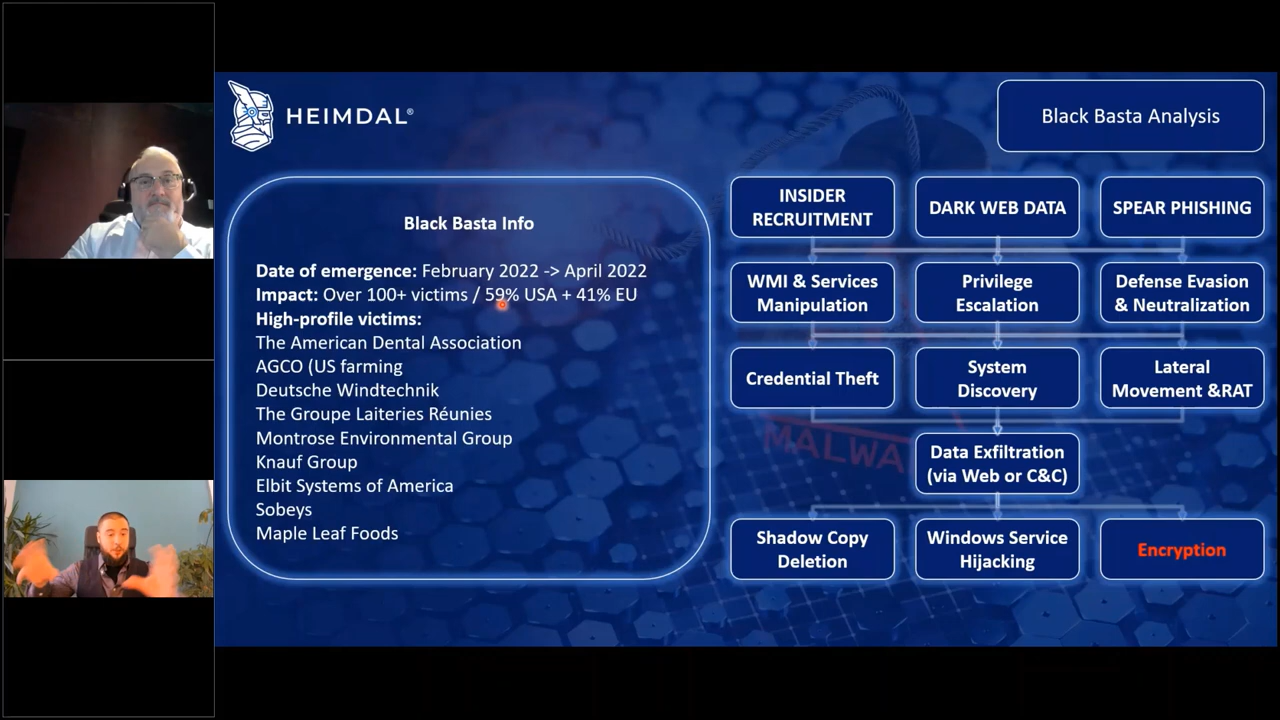 HEIMDAL®
Black Basta Analysis
Black Basta Info
Date of emergence: February 2022 -> April 2022
Impact: Over 100+ victims / 59% USA + 41% EU
High-profile victims:
The American Dental Association
AGCO (US farming
Deutsche Windtechnik
The Groupe Laiteries Réunies
Montrose Environmental Group
Knauf Group
Elbit Systems of America
Sobeys
Maple Leaf Foods
INSIDER
RECRUITMENT
DARK WEB DATA
SPEAR PHISHING
WMI & Services
Manipulation
Privilege
Escalation
Defense Evasion
& Neutralization
Credential Theft
System
Discovery
Lateral
Movement &RAT
MALWA
Data Exfiltration
(via Web or C&C)
Shadow Copy
Deletion
Windows Service
Hijacking
Encryption